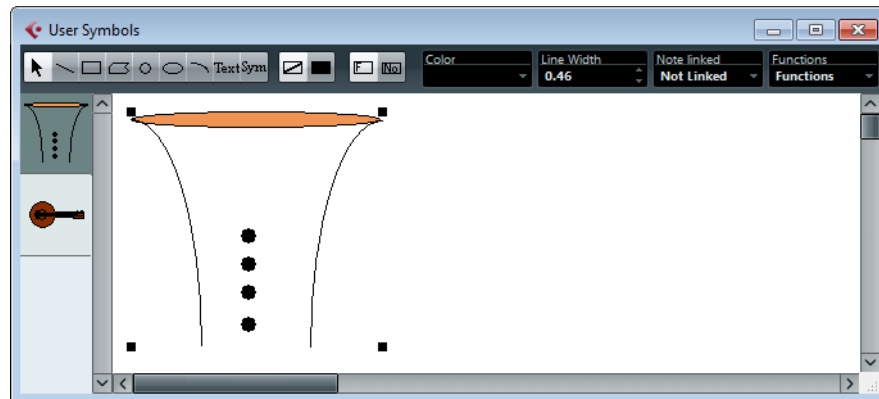 User Symbols
Text Sym F No
Color
Line Width
0.46
Note linked
Not Linked
Functions
Functions